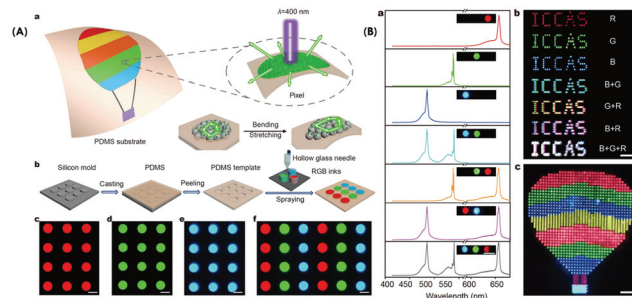 (A)
a
λ=400 nm
Pixel
PDMS substrate
Bending
Stretching
b
Hollow glass needle
Silicon mold
PDMS
PDMS template
RGB inks
Casting
Peeling
Spraying
c
d
e
f
(B)
a
400
450
500
550
600
650
Wavelength (nm)
b
ICCAS R
ICCAS G
ICCAS B
ICCAS B+G
ICCAS G+R
ICCAS B+R
ICCAS B+G+R
c